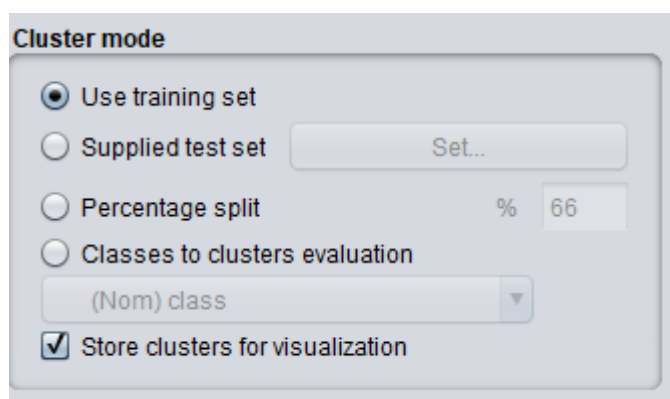 Cluster mode
Use training set
Supplied test set Set...
Percentage split % 66
Classes to clusters evaluation
(Nom) class
Store clusters for visualization